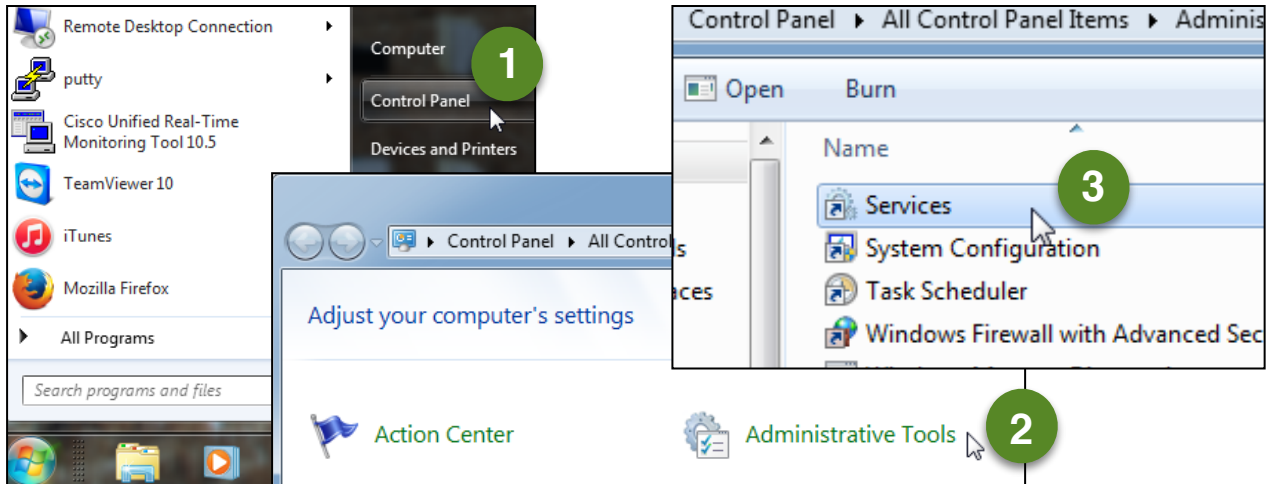 Remote Desktop Connection
putty
Cisco Unified Real-Time
Monitoring Tool 10.5
TeamViewer 10
iTunes
Mozilla Firefox
All Programs
Search programs and files
Computer
1
Control Panel
Devices and Printers
Control Panel All Control
Adjust your computer's settings
Action Center
Administrative Tools
2
Control Panel All Control Panel Items Adminis
Open Burn
Name
3
Services
System Configuration
Task Scheduler
Windows Firewall with Advanced Sec
ls
aces